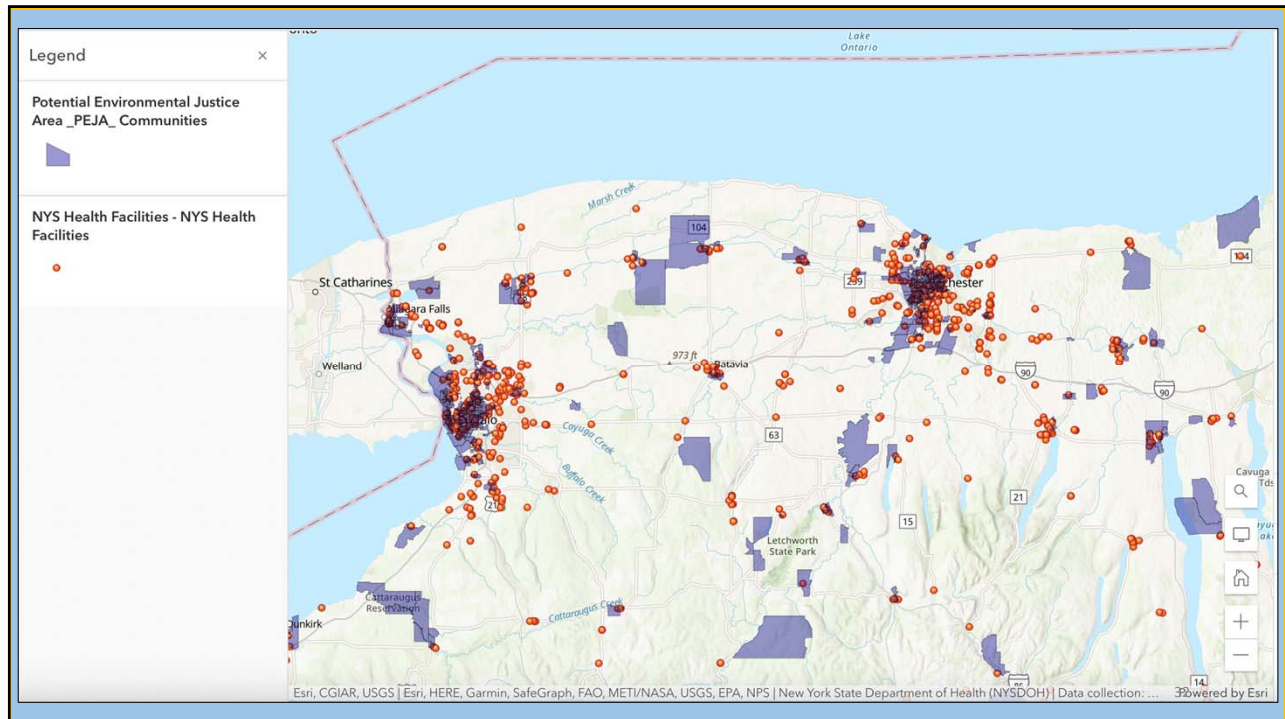 Legend ×
Potential Environmental Justice
Area _PEJA_ Communities
NYS Health Facilities - NYS Health
Facilities
Lake
Ontario
Marsh Creek
104
St Catharines
104
Niagara Falls
Welland
973 ft
Batavia
90
90
Cayuga
Creek
63
Buffalo
Creek
21
15
Letchworth
State Park
Cattaraugus
Reservation
Cattaraugus Creek
Dunkirk
14
Esri, CGIAR, USGS | Esri, HERE, Garmin, SafeGraph, FAO, METI/NASA, USGS, EPA, NPS | New York State Department of Health (NYSDOH) | Data collection: ...
32
Powered by Esri